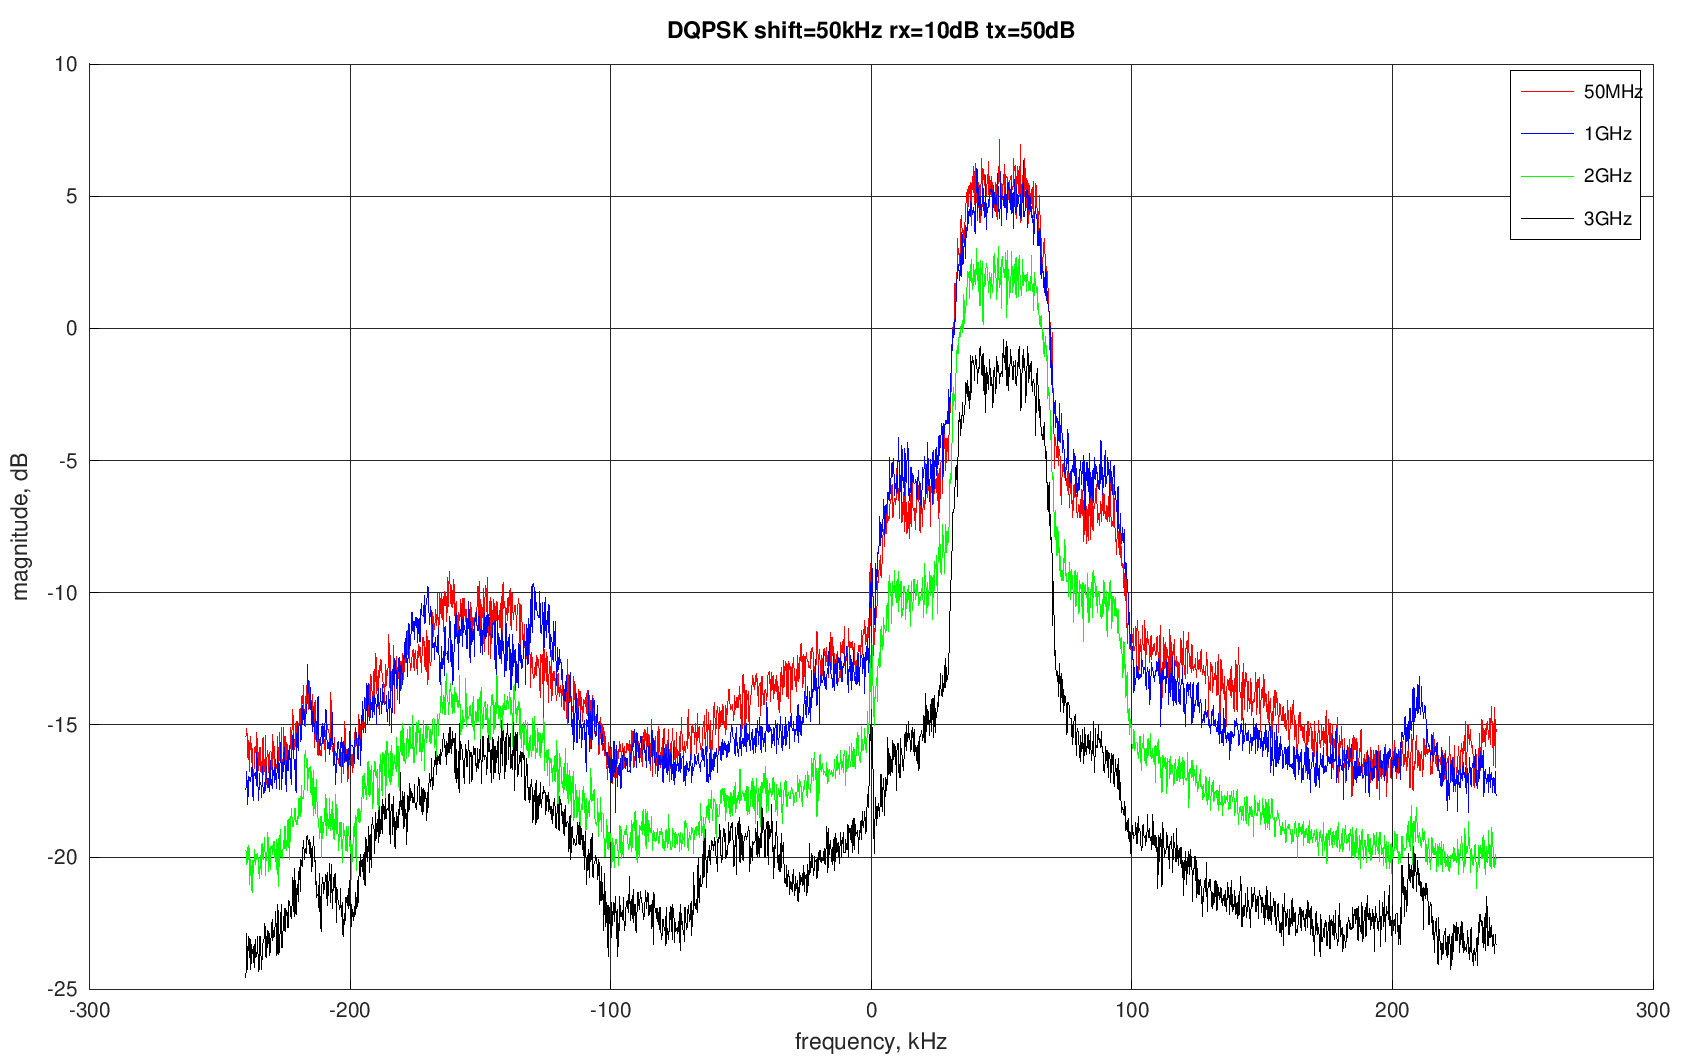 DQPSK shift=50kHz rx=10dB tx=50dB
10
5
0
-5
-10
-15
-20
-25
magnitude, dB
50MHz
1GHz
2GHz
3GHz
-300
-200
-100
0
100
200
300
frequency, kHz